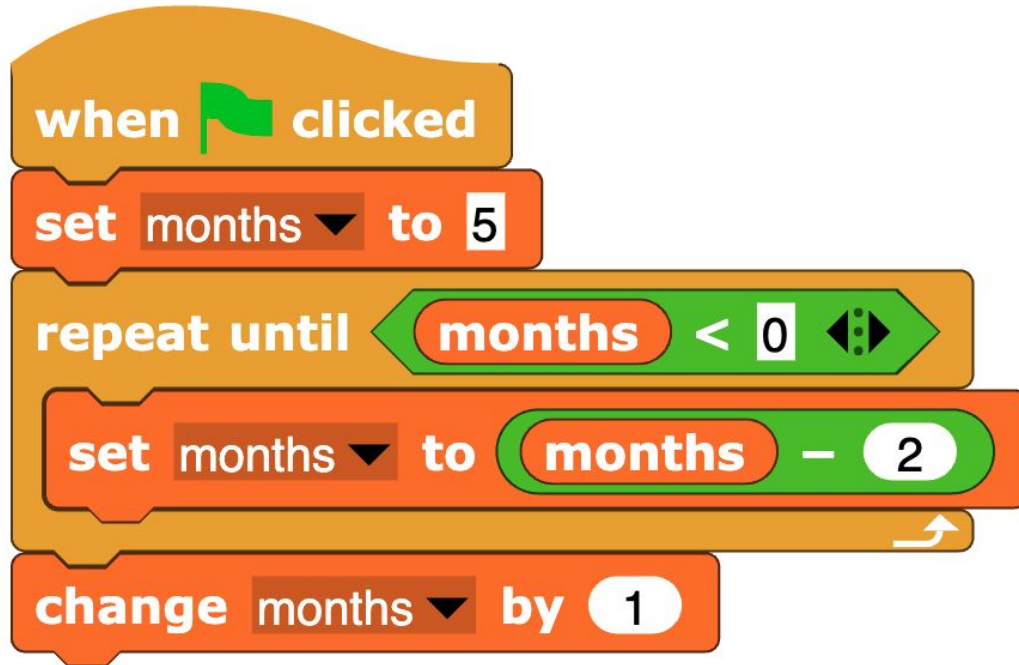 when clicked
set months to 5
repeat until months < 0
set months to months – 2
change months by 1